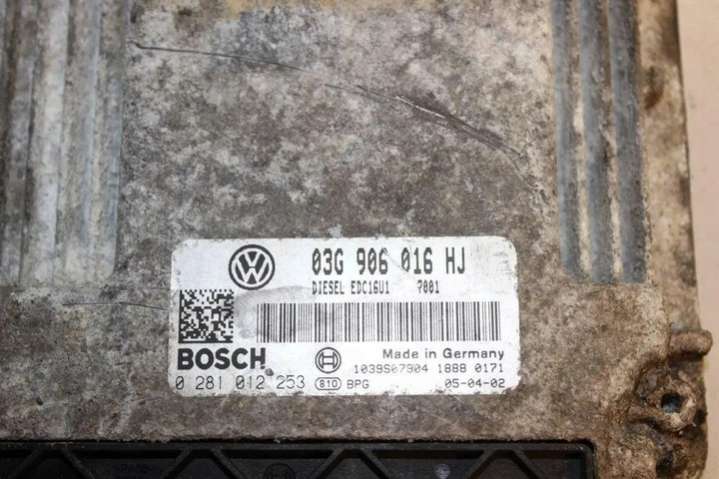 03G 906 016 HJ
DIESEL EDC16U1 7001
BOSCH
Made in Germany
1039S07904 1888 0171
0 281 012 253 810 BPG 05-04-02